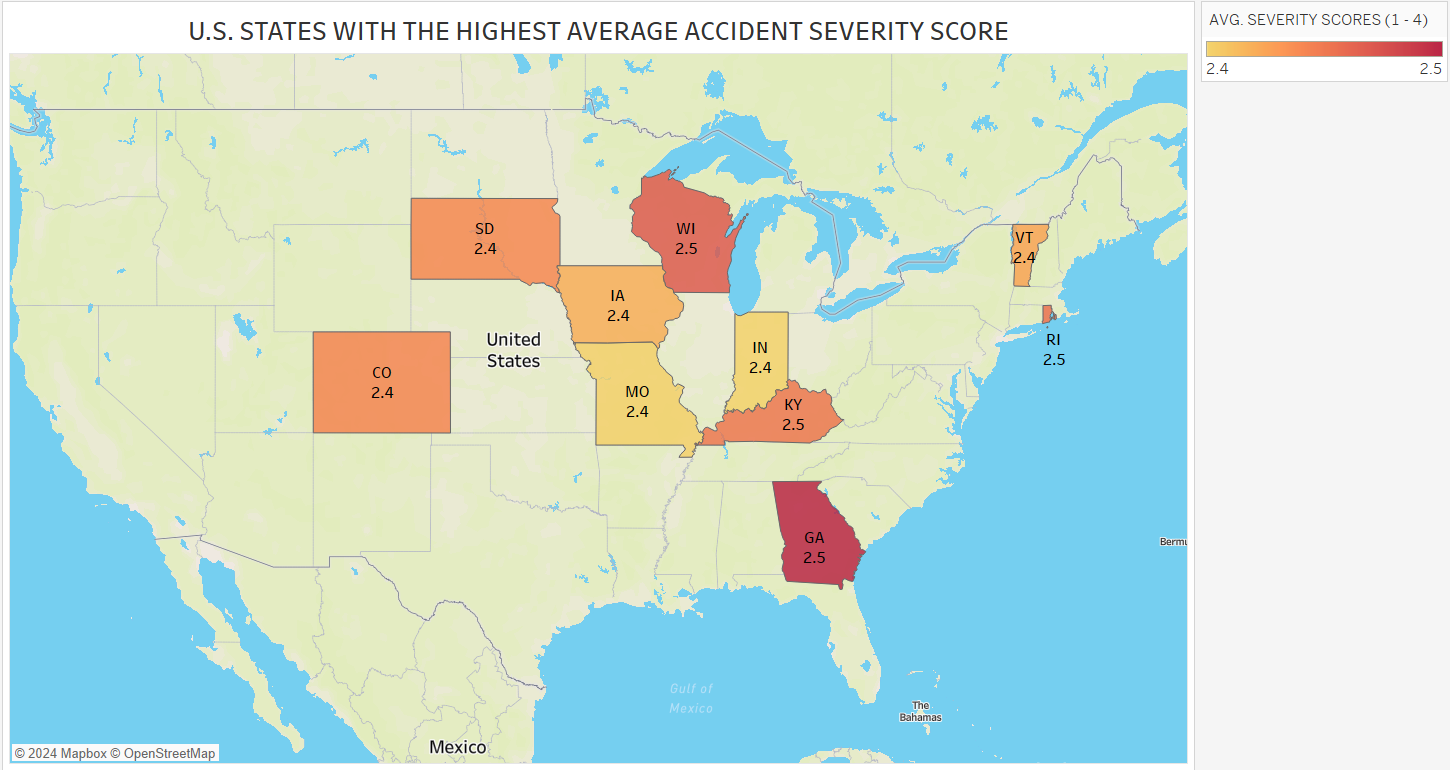 U.S. STATES WITH THE HIGHEST AVERAGE ACCIDENT SEVERITY SCORE
AVG. SEVERITY SCORES (1 - 4)
2.4 2.5
SD
2.4
WI
2.5
VT
2.4
IA
2.4
United
States
RI
2.5
CO
2.4
IN
2.4
MO
2.4
KY
2.5
GA
2.5
Gulf of
Mexico
The
Bahamas
Mexico
© 2024 Mapbox © OpenStreetMap